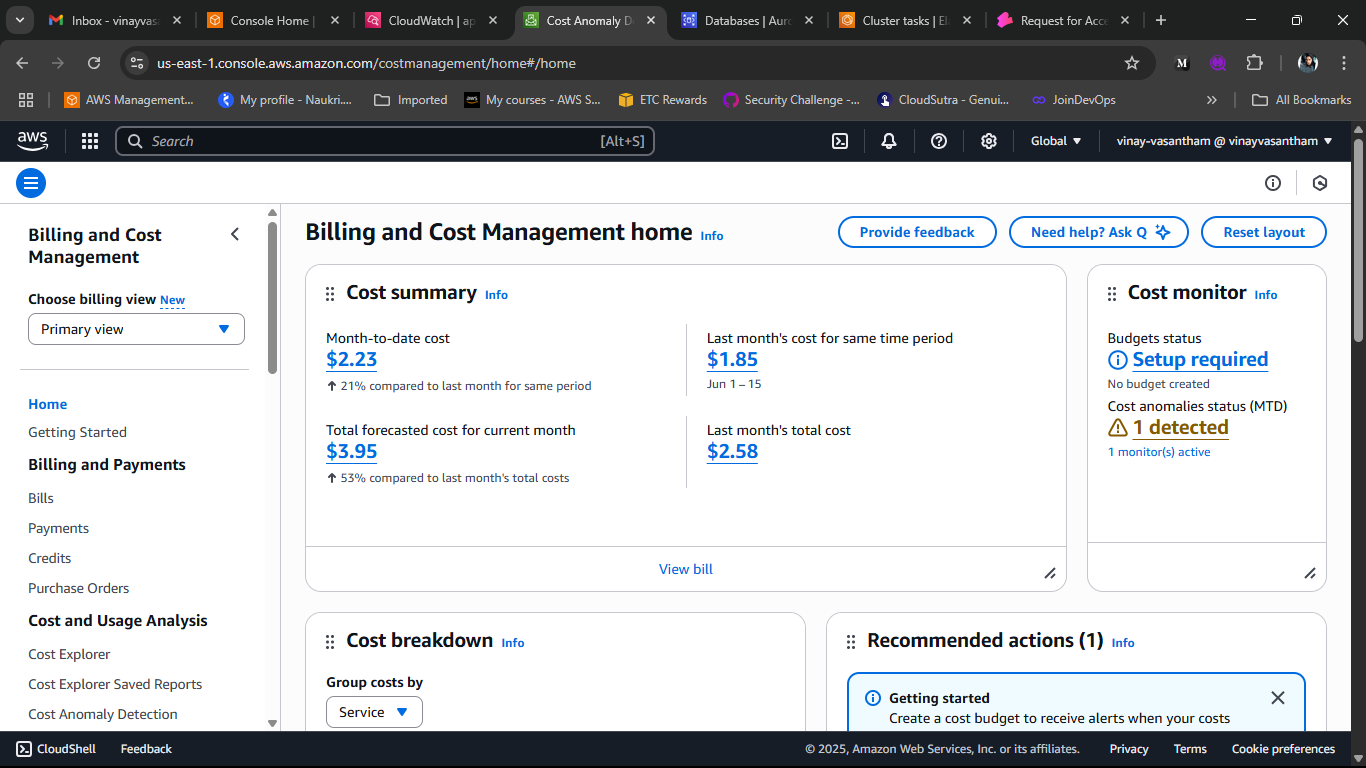 Inbox - vinayvas
Console Home |
CloudWatch | ap
Cost Anomaly D
Databases | Auro
Cluster tasks | El
Request for Acce
us-east-1.console.aws.amazon.com/costmanagement/home#/home
M
AWS Management...
My profile - Naukri....
Imported
My courses - AWS S...
ETC Rewards
Security Challenge -...
CloudSutra - Genui...
JoinDevOps
All Bookmarks
aws
Search
[Alt+S]
Global
vinay-vasantham @ vinayvasantham
Billing and Cost
Management
Choose billing view New
Primary view
Home
Getting Started
Billing and Payments
Bills
Payments
Credits
Purchase Orders
Cost and Usage Analysis
Cost Explorer
Cost Explorer Saved Reports
Cost Anomaly Detection
Billing and Cost Management home Info
Provide feedback
Need help? Ask Q
Reset layout
Cost summary Info
Month-to-date cost
$2.23
21% compared to last month for same period
Last month's cost for same time period
$1.85
Jun 1 – 15
Total forecasted cost for current month
$3.95
53% compared to last month's total costs
Last month's total cost
$2.58
View bill
Cost monitor Info
Budgets status
Setup required
No budget created
Cost anomalies status (MTD)
1 detected
1 monitor(s) active
Cost breakdown Info
Group costs by
Service
Recommended actions (1) Info
Getting started
Create a cost budget to receive alerts when your costs
CloudShell
Feedback
© 2025, Amazon Web Services, Inc. or its affiliates.
Privacy
Terms
Cookie preferences